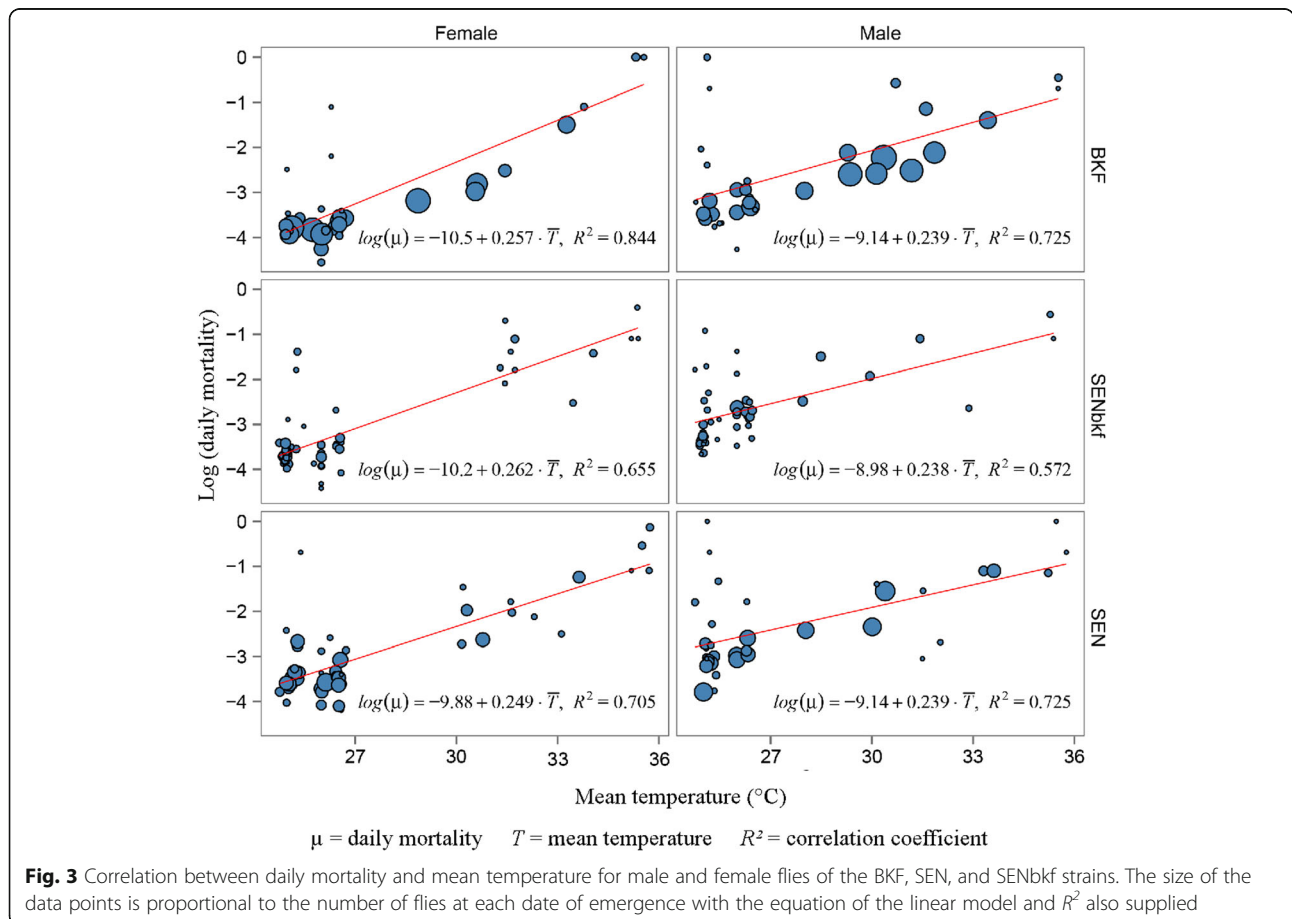 Female Male
0
−1
−2
−3
−4
log(μ) = −10.5 + 0.257 · T̅, R² = 0.844
log(μ) = −9.14 + 0.239 · T̅, R² = 0.725
BKF
Log (daily mortality)
0
−1
−2
−3
−4
log(μ) = −10.2 + 0.262 · T̅, R² = 0.655
log(μ) = −8.98 + 0.238 · T̅, R² = 0.572
SENbkf
0
−1
−2
−3
−4
log(μ) = −9.88 + 0.249 · T̅, R² = 0.705
log(μ) = −9.14 + 0.239 · T̅, R² = 0.725
SEN
27 30 33 36 27 30 33 36
Mean temperature (°C)
μ = daily mortality T = mean temperature R² = correlation coefficient
Fig. 3 Correlation between daily mortality and mean temperature for male and female flies of the BKF, SEN, and SENbkf strains. The size of the
data points is proportional to the number of flies at each date of emergence with the equation of the linear model and R² also supplied